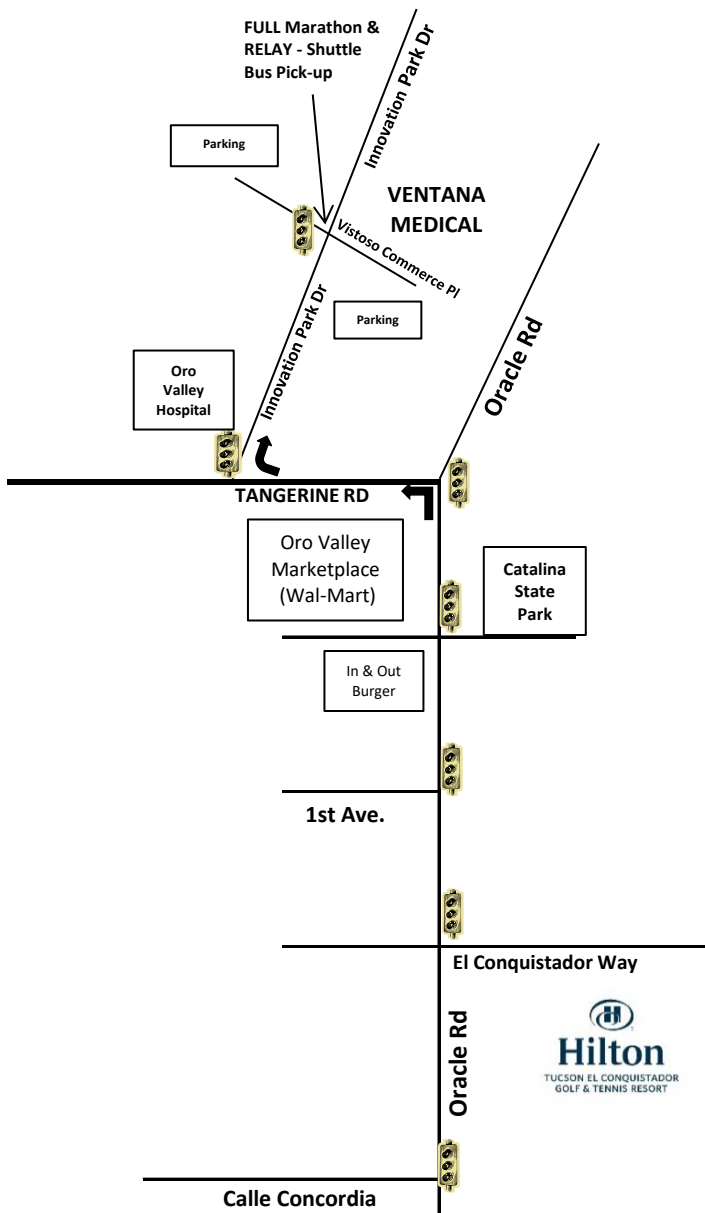 FULL Marathon &
RELAY - Shuttle
Bus Pick-up
Innovation Park Dr
Parking
VENTANA
MEDICAL
Vistoso Commerce Pl
Parking
Innovation Park Dr
Oracle Rd
Oro
Valley
Hospital
TANGERINE RD
Oro Valley
Marketplace
(Wal-Mart)
Catalina
State
Park
In & Out
Burger
1st Ave.
El Conquistador Way
Oracle Rd
H
Hilton
TUCSON EL CONQUISTADOR
GOLF & TENNIS RESORT
Calle Concordia